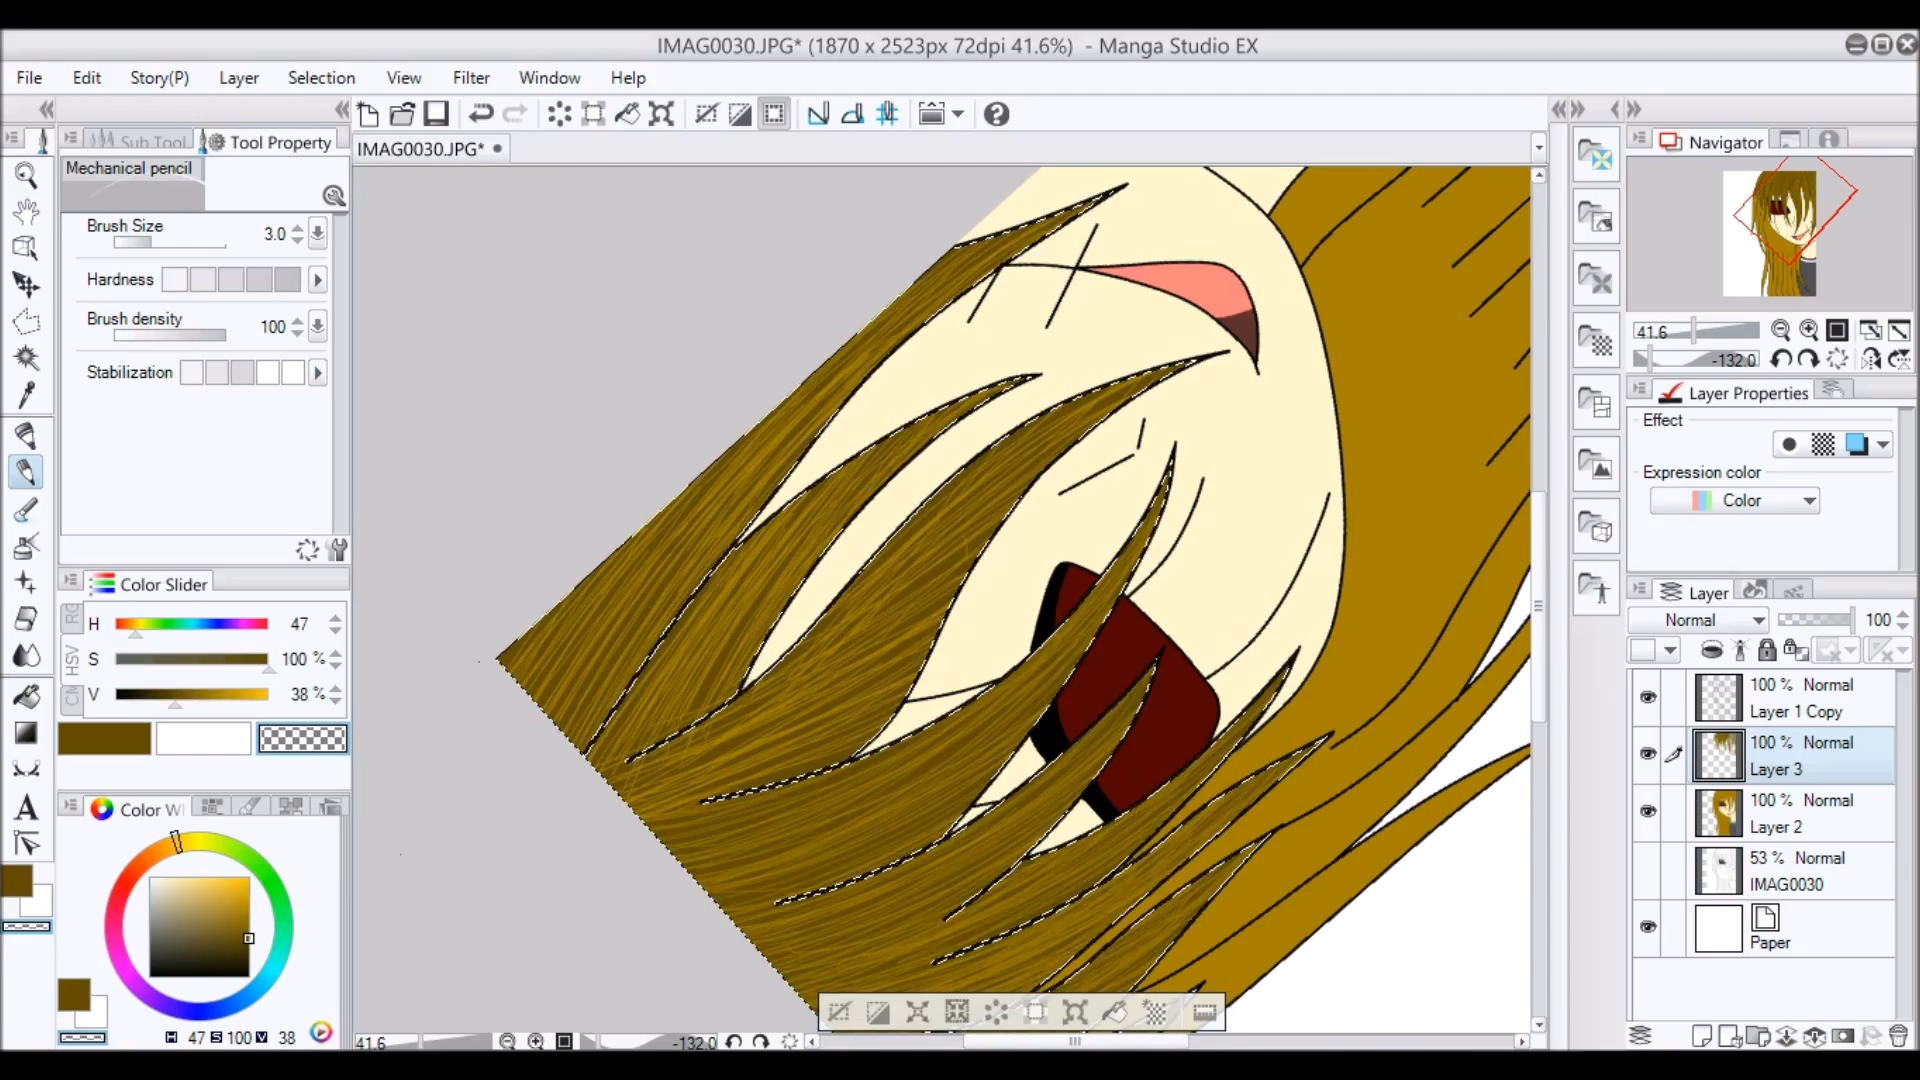 IMAG0030.JPG* (1870 x 2523px 72dpi 41.6%)  - Manga Studio EX
File Edit Story(P) Layer Selection View Filter Window Help
Sub Tool Tool Property
IMAG0030.JPG*
Navigator
Mechanical pencil
Brush Size 3.0
Hardness
Brush density 100
Stabilization
41.6
-132.0
Layer Properties
Effect
Expression color
Color
Color Slider
H 47
S 100 %
V 38 %
HSV
Layer
Normal 100
100 % Normal
Layer 1 Copy
100 % Normal
Layer 3
100 % Normal
Layer 2
53 % Normal
IMAG0030
Paper
Color W
H 47 S 100 V 38
41.6
-132.0